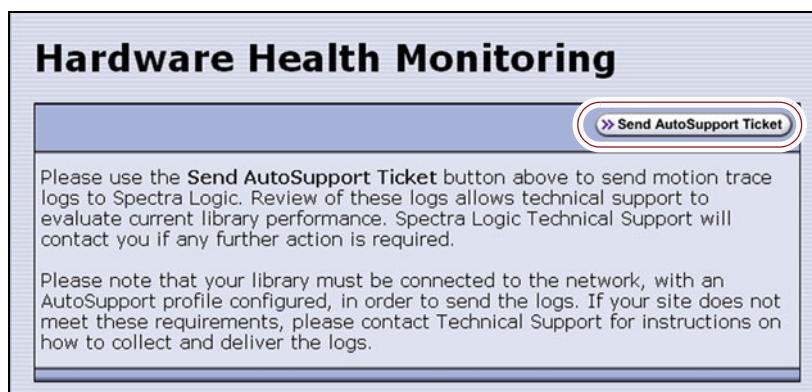 Hardware Health Monitoring
Send AutoSupport Ticket
Please use the Send AutoSupport Ticket button above to send motion trace
logs to Spectra Logic. Review of these logs allows technical support to
evaluate current library performance. Spectra Logic Technical Support will
contact you if any further action is required.
Please note that your library must be connected to the network, with an
AutoSupport profile configured, in order to send the logs. If your site does not
meet these requirements, please contact Technical Support for instructions on
how to collect and deliver the logs.